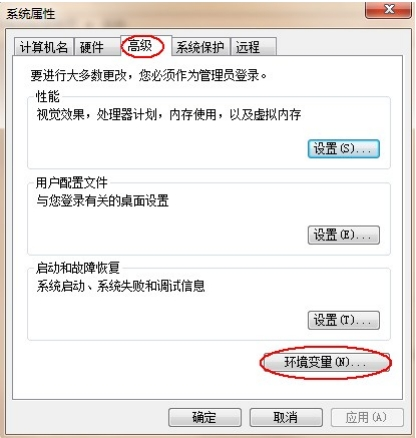 系统属性
计算机名 硬件 高级 系统保护 远程
要进行大多数更改，您必须作为管理员登录。
性能
视觉效果，处理器计划，内存使用，以及虚拟内存
设置(S)...
用户配置文件
与您登录有关的桌面设置
设置(E)...
启动和故障恢复
系统启动、系统失败和调试信息
设置(T)...
环境变量(N)...
确定 取消 应用(A)